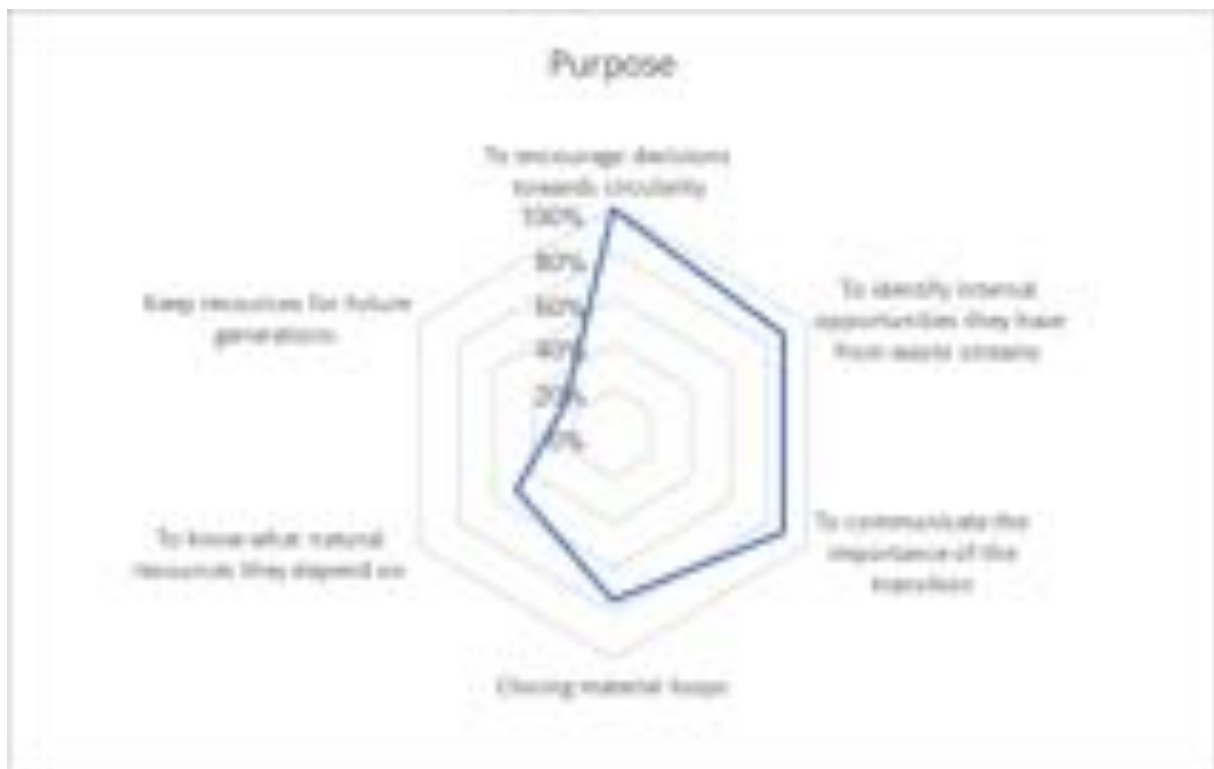 Purpose
To encourage decisions
towards circularity
100%
80%
60%
40%
20%
0%
To identify internal
opportunities they have
from waste streams
To communicate the
importance of the
transition
Closing material loops
To know what natural
resources they depend on
Keep resources for future
generations